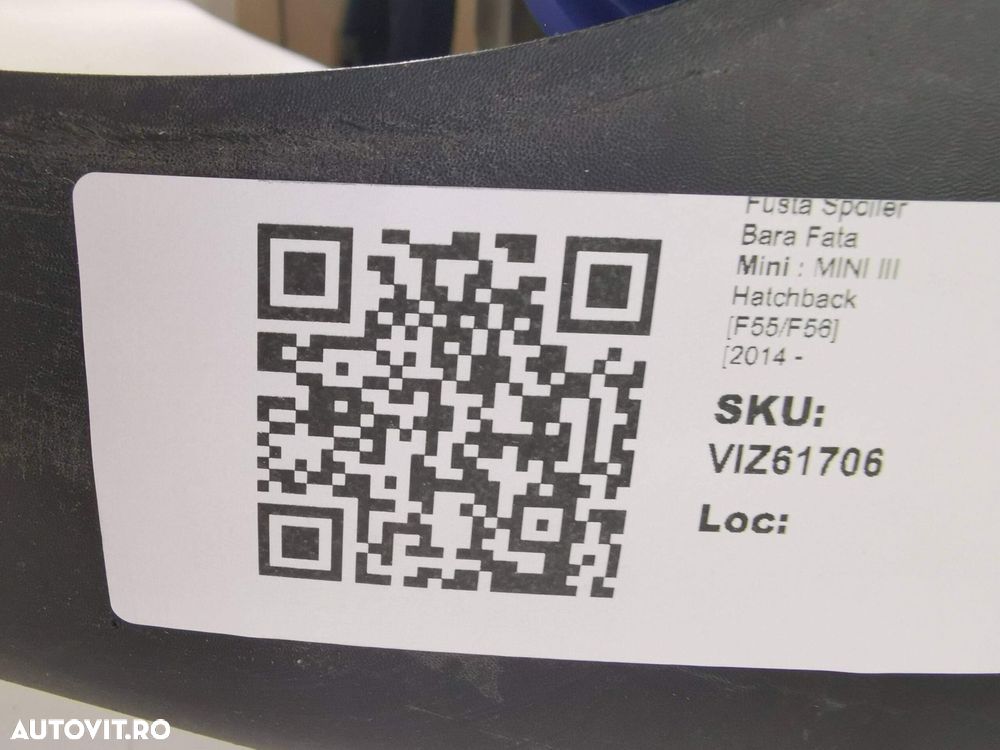 Fusta Spoiler
Bara Fata
Mini : MINI III
Hatchback
[F55/F56]
[2014 -
SKU:
VIZ61706
Loc:
AUTOVIT.RO